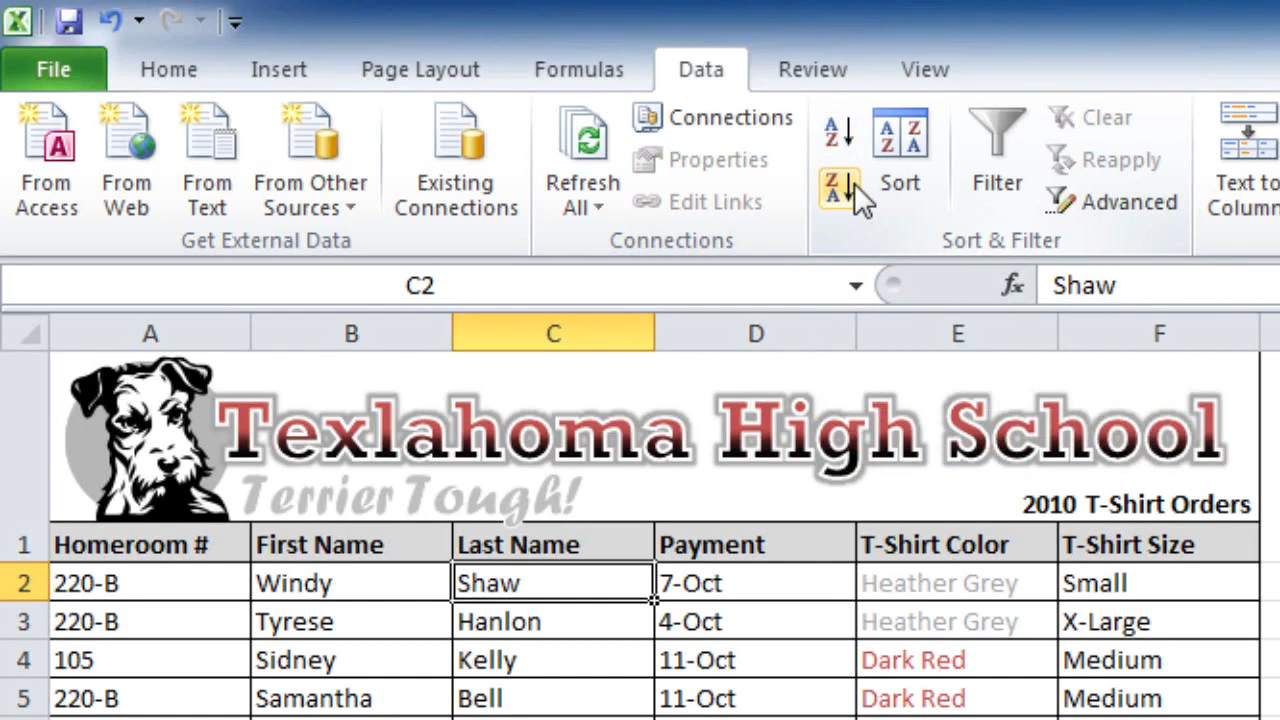 File Home Insert Page Layout Formulas Data Review View
From Access From Web From Text From Other Sources Existing Connections Refresh All Connections Properties Edit Links A Z Z A A Z Z A Sort Filter Clear Reapply Advanced Text to
Get External Data Connections Sort & Filter
C2 fx Shaw
A B C D E F
Texlahoma High School
Terrier Tough!
2010 T-Shirt Orders
1 Homeroom # First Name Last Name Payment T-Shirt Color T-Shirt Size
2 220-B Windy Shaw 7-Oct Heather Grey Small
3 220-B Tyrese Hanlon 4-Oct Heather Grey X-Large
4 105 Sidney Kelly 11-Oct Dark Red Medium
5 220-B Samantha Bell 11-Oct Dark Red Medium